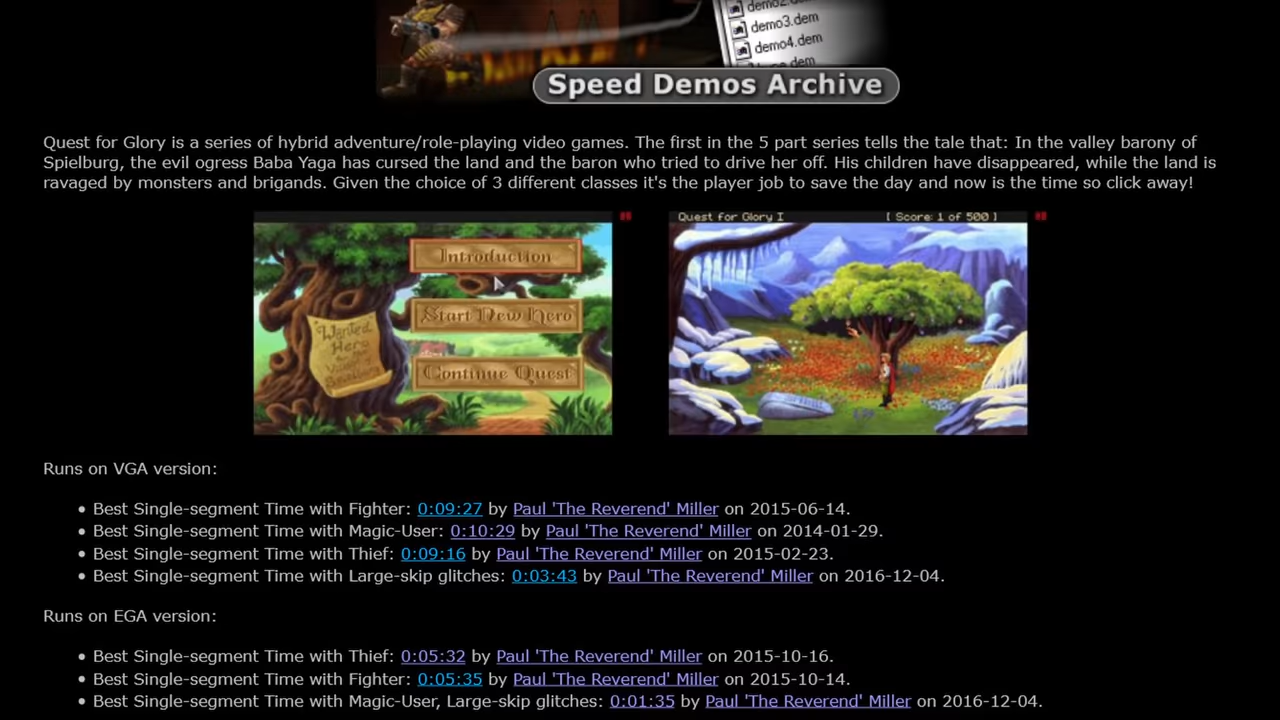 demo3.dem
demo4.dem
Speed Demos Archive
Quest for Glory is a series of hybrid adventure/role-playing video games. The first in the 5 part series tells the tale that: In the valley barony of
Spielburg, the evil ogress Baba Yaga has cursed the land and the baron who tried to drive her off. His children have disappeared, while the land is
ravaged by monsters and brigands. Given the choice of 3 different classes it's the player job to save the day and now is the time so click away!
Quest for Glory I [ Score: 1 of 500 ]
Introduction
Start New Hero
Wanted
Hero
Continue Quest
Runs on VGA version:
• Best Single-segment Time with Fighter: 0:09:27 by Paul 'The Reverend' Miller on 2015-06-14.
• Best Single-segment Time with Magic-User: 0:10:29 by Paul 'The Reverend' Miller on 2014-01-29.
• Best Single-segment Time with Thief: 0:09:16 by Paul 'The Reverend' Miller on 2015-02-23.
• Best Single-segment Time with Large-skip glitches: 0:03:43 by Paul 'The Reverend' Miller on 2016-12-04.
Runs on EGA version:
• Best Single-segment Time with Thief: 0:05:32 by Paul 'The Reverend' Miller on 2015-10-16.
• Best Single-segment Time with Fighter: 0:05:35 by Paul 'The Reverend' Miller on 2015-10-14.
• Best Single-segment Time with Magic-User, Large-skip glitches: 0:01:35 by Paul 'The Reverend' Miller on 2016-12-04.